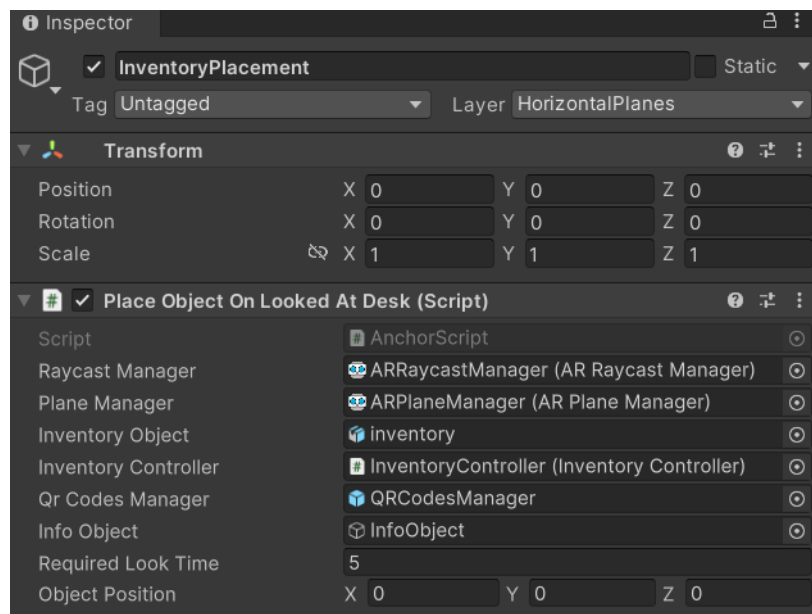 Inspector
InventoryPlacement Static
Tag Untagged Layer HorizontalPlanes
Transform
Position X 0 Y 0 Z 0
Rotation X 0 Y 0 Z 0
Scale X 1 Y 1 Z 1
# Place Object On Looked At Desk (Script)
Script # AnchorScript
Raycast Manager ARRaycastManager (AR Raycast Manager)
Plane Manager ARPlaneManager (AR Plane Manager)
Inventory Object inventory
Inventory Controller # InventoryController (Inventory Controller)
Qr Codes Manager QRCodesManager
Info Object InfoObject
Required Look Time 5
Object Position X 0 Y 0 Z 0